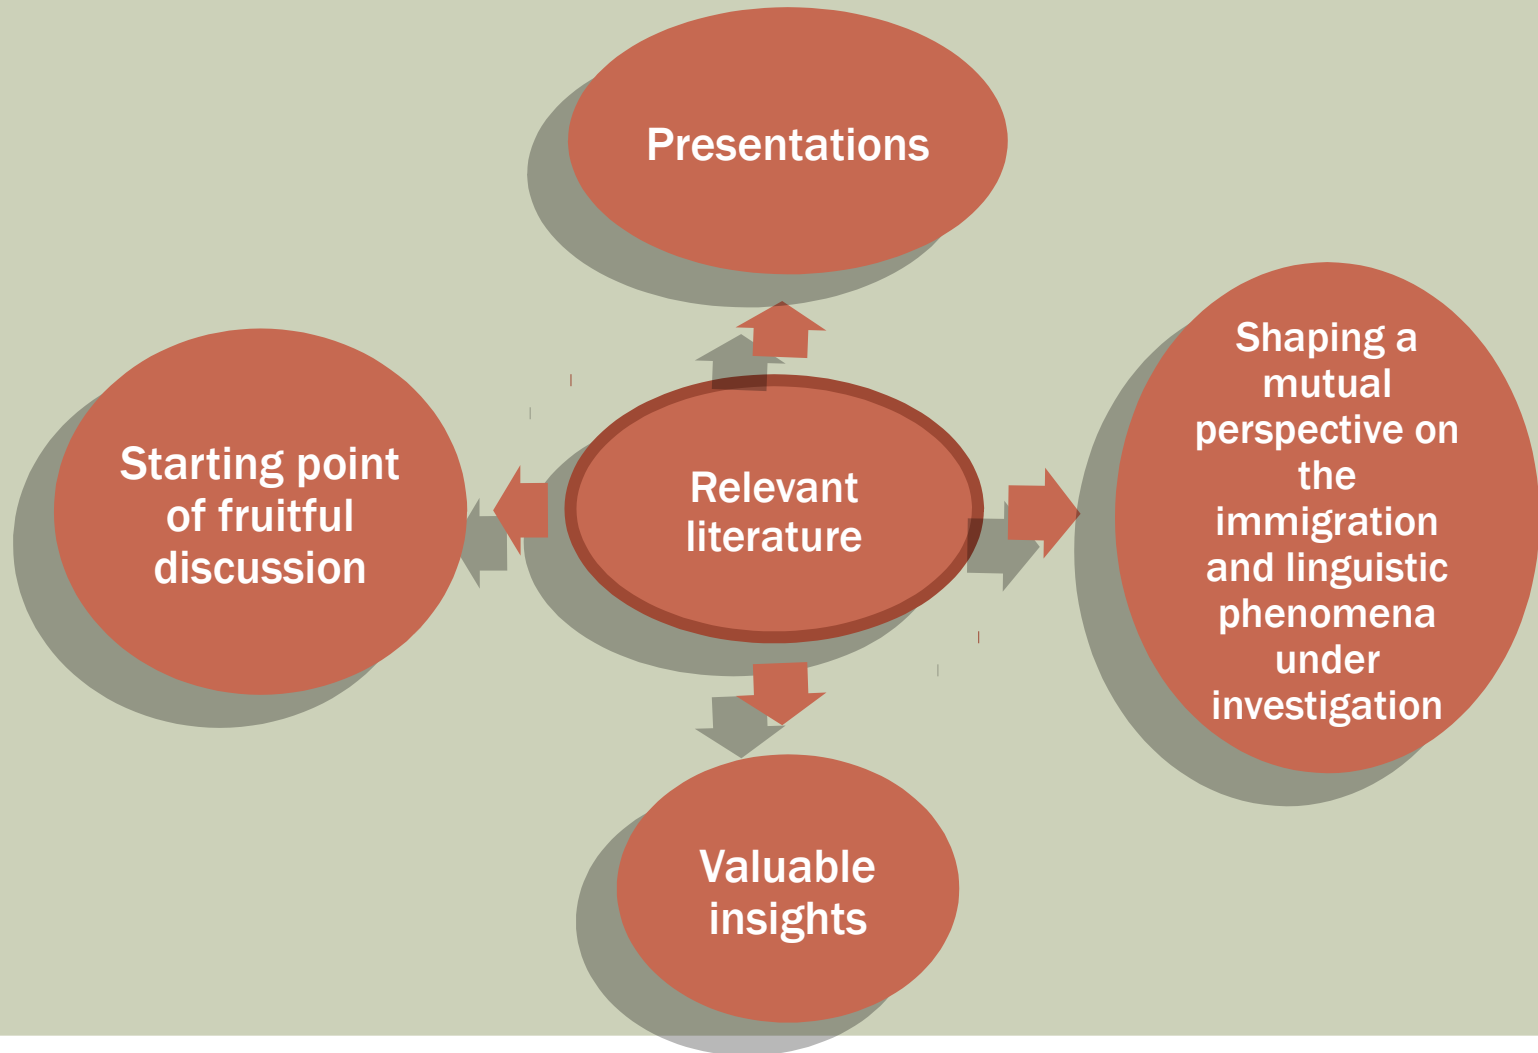 Presentations
Starting point
of fruitful
discussion
Relevant
literature
Shaping a
mutual
perspective on
the
immigration
and linguistic
phenomena
under
investigation
Valuable
insights